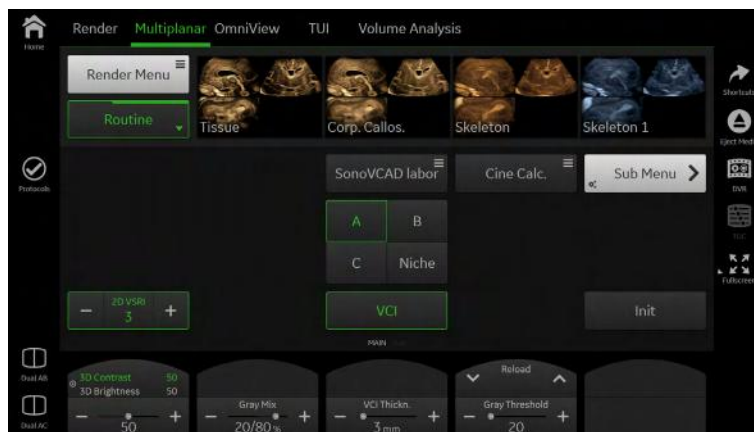 Home
Render
Multiplanar
OmniView
TUI
Volume Analysis
Render Menu
Routine
Tissue
Corp. Callos.
Skeleton
Skeleton 1
Shortcuts
Eject Media
Protocols
SonoVCAD labor
Cine Calc.
Sub Menu
DVR
A
B
C
Niche
Fullscreen
- 2D VSRI +
3
VCI
Init
MAIN
Dual AB
3D Contrast 50
3D Brightness 50
Reload
Dual AC
Gray Mix
VCI Thickn.
Gray Threshold
- 50 +
- 20/80 % +
- 3 mm +
- 20 +